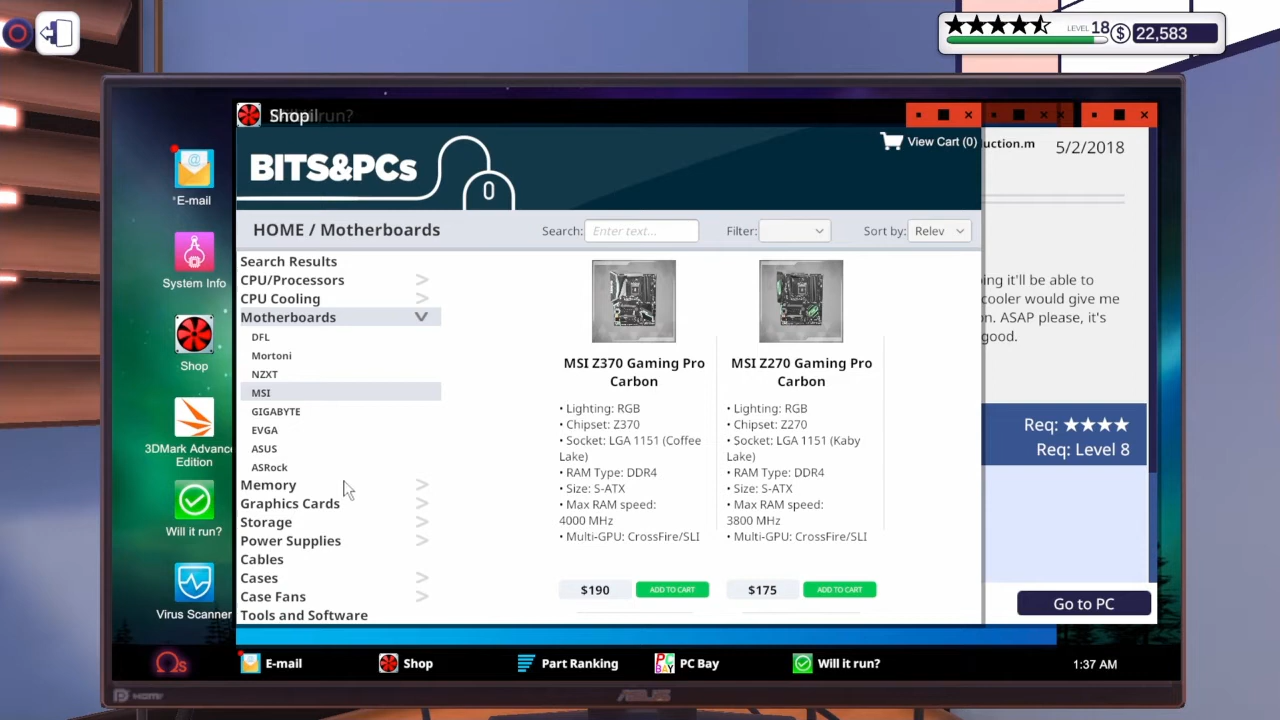 LEVEL 18
$ 22,583
Shop
View Cart (0)
uction.m
5/2/2018
BITS&PCs
HOME / Motherboards
Search:
Enter text...
Filter:
Sort by:
Relev
E-mail
System Info
Shop
3DMark Advance
Edition
Will it run?
Virus Scanner
Search Results
CPU/Processors
CPU Cooling
Motherboards
DFL
Mortoni
NZXT
MSI
GIGABYTE
EVGA
ASUS
ASRock
Memory
Graphics Cards
Storage
Power Supplies
Cables
Cases
Case Fans
Tools and Software
MSI Z370 Gaming Pro
Carbon
• Lighting: RGB
• Chipset: Z370
• Socket: LGA 1151 (Coffee
Lake)
• RAM Type: DDR4
• Size: S-ATX
• Max RAM speed:
4000 MHz
• Multi-GPU: CrossFire/SLI
$190
ADD TO CART
MSI Z270 Gaming Pro
Carbon
• Lighting: RGB
• Chipset: Z270
• Socket: LGA 1151 (Kaby
Lake)
• RAM Type: DDR4
• Size: S-ATX
• Max RAM speed:
3800 MHz
• Multi-GPU: CrossFire/SLI
$175
ADD TO CART
ing it'll be able to
cooler would give me
n. ASAP please, it's
good.
Req: ★★★★
Req: Level 8
Go to PC
E-mail
Shop
Part Ranking
PC Bay
Will it run?
1:37 AM
HDMI
ASUS